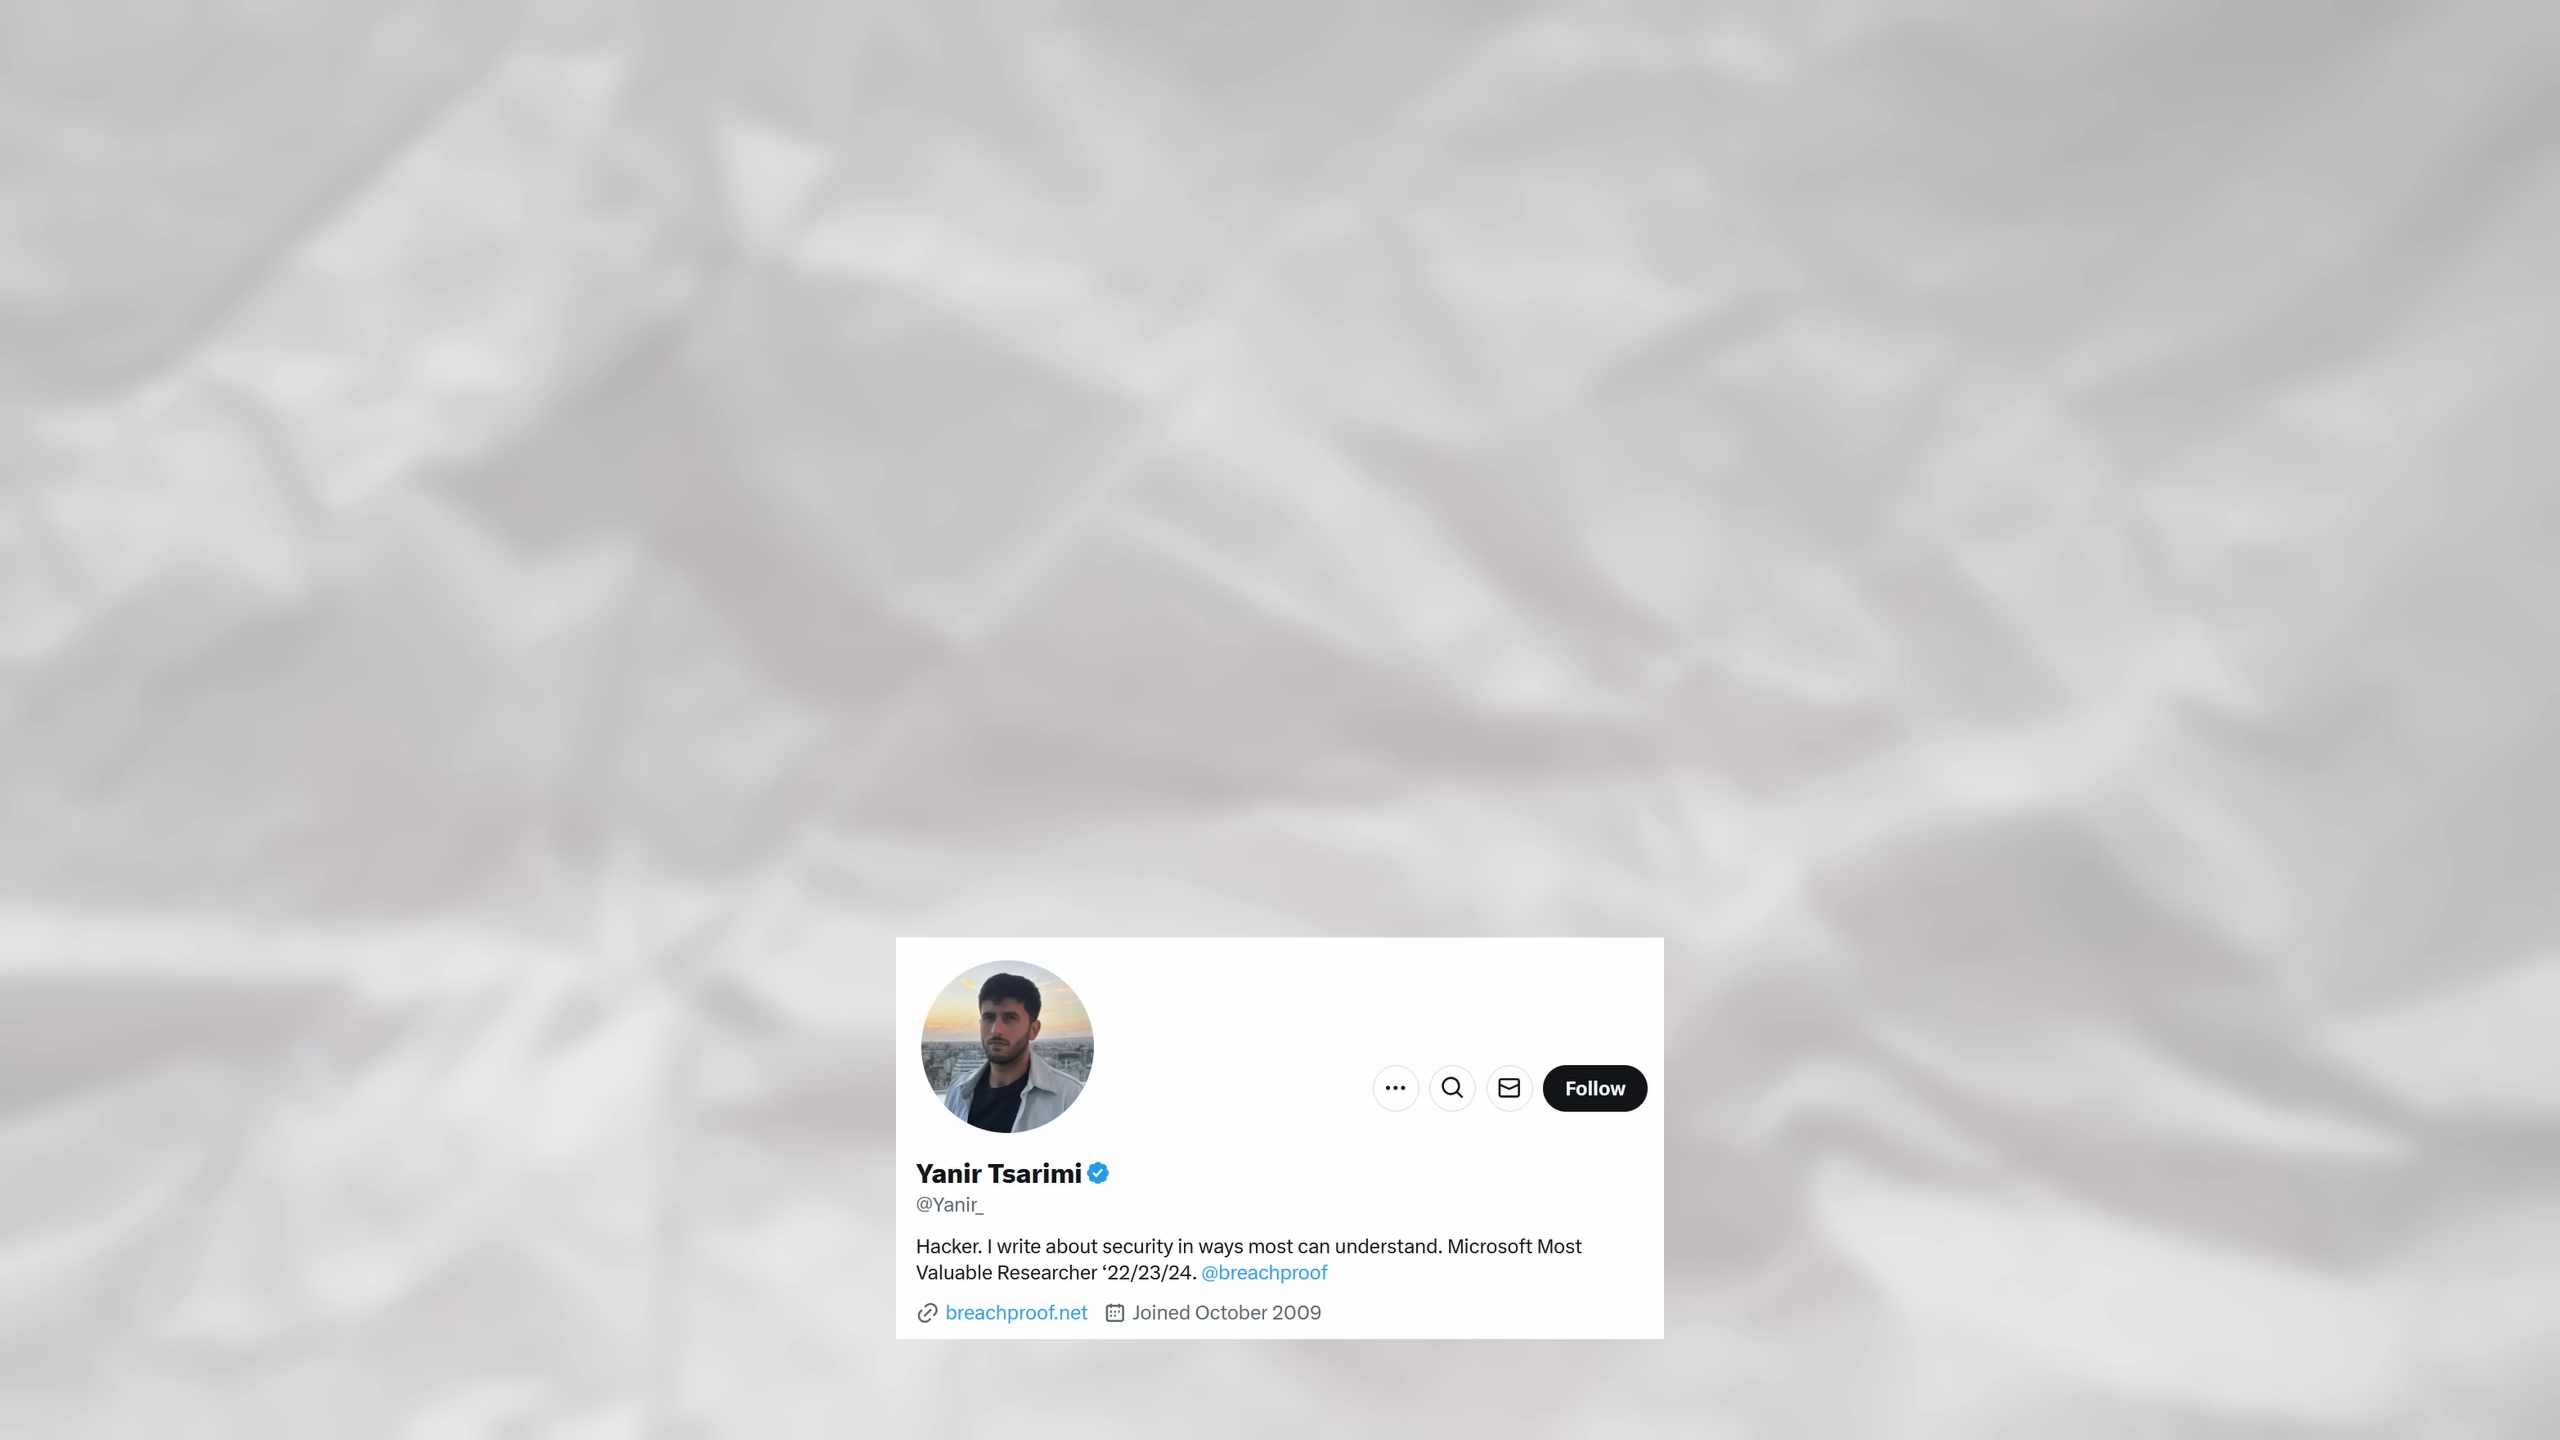 Follow
Yanir Tsarimi
@Yanir_
Hacker. I write about security in ways most can understand. Microsoft Most
Valuable Researcher ‘22/23/24. @breachproof
breachproof.net Joined October 2009